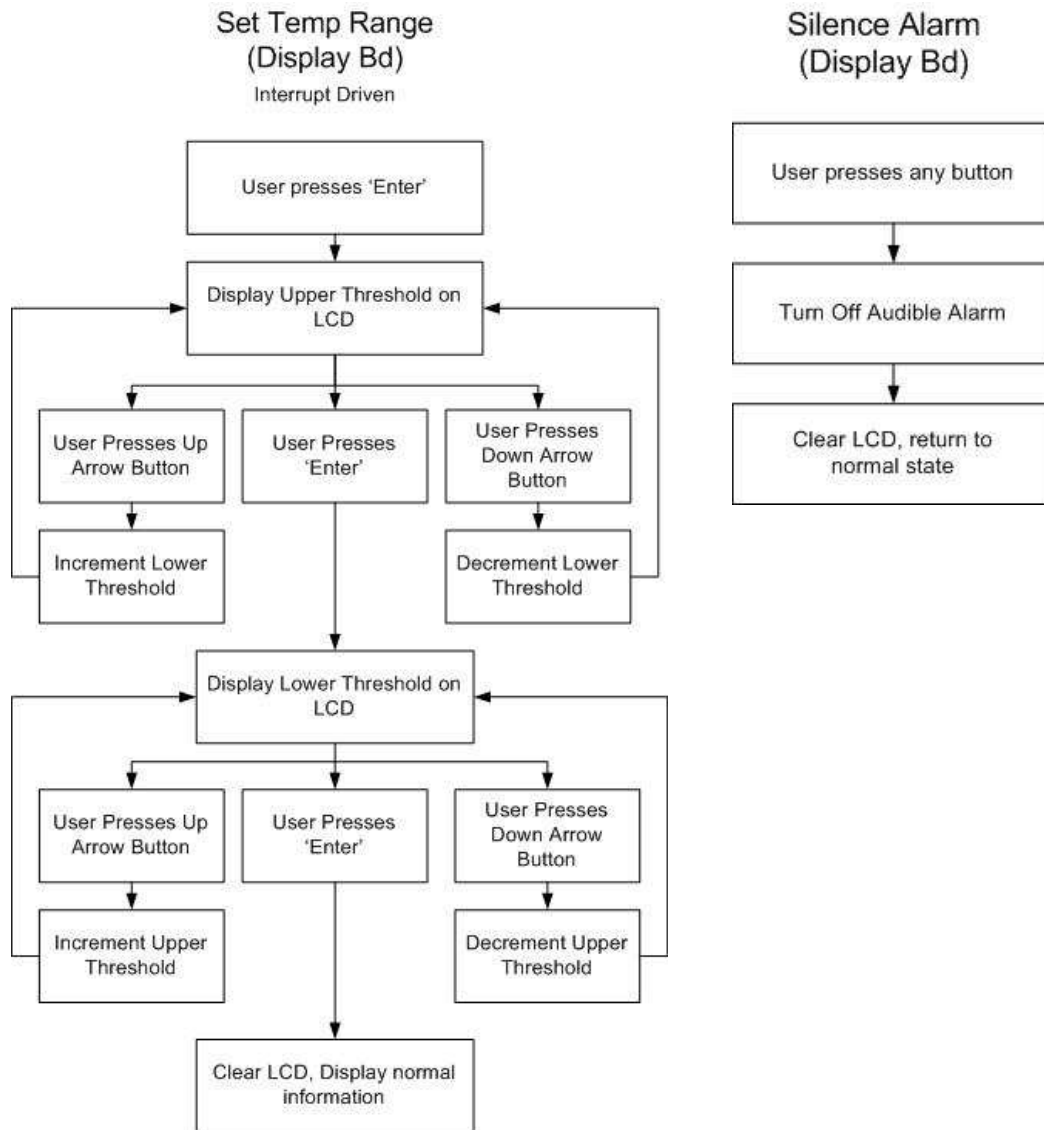 Set Temp Range
(Display Bd)
Interrupt Driven
User presses ‘Enter’
Display Upper Threshold on
LCD
User Presses Up
Arrow Button
User Presses
‘Enter’
User Presses
Down Arrow
Button
Increment Lower
Threshold
Decrement Lower
Threshold
Display Lower Threshold on
LCD
User Presses Up
Arrow Button
User Presses
‘Enter’
User Presses
Down Arrow
Button
Increment Upper
Threshold
Decrement Upper
Threshold
Clear LCD, Display normal
information
Silence Alarm
(Display Bd)
User presses any button
Turn Off Audible Alarm
Clear LCD, return to
normal state